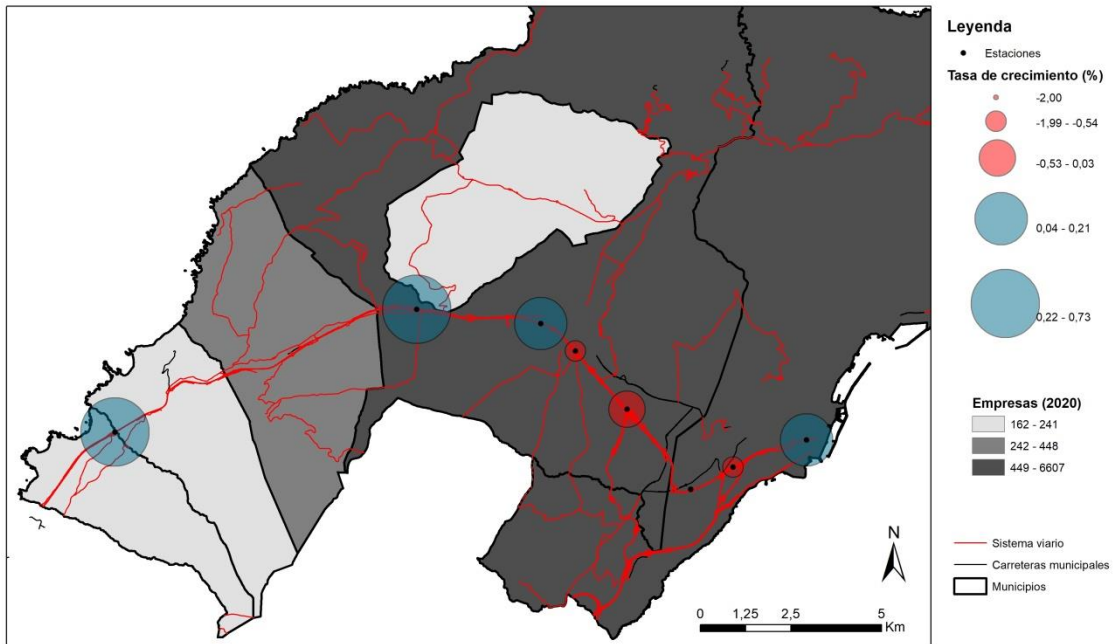 Leyenda
Estaciones
Tasa de crecimiento (%)
-2,00
-1,99 - -0,54
-0,53 - 0,03
0,04 - 0,21
0,22 - 0,73
Empresas (2020)
162 - 241
242 - 448
449 - 6607
Sistema viario
Carreteras municipales
Municipios
N
0 1,25 2,5 5
Km